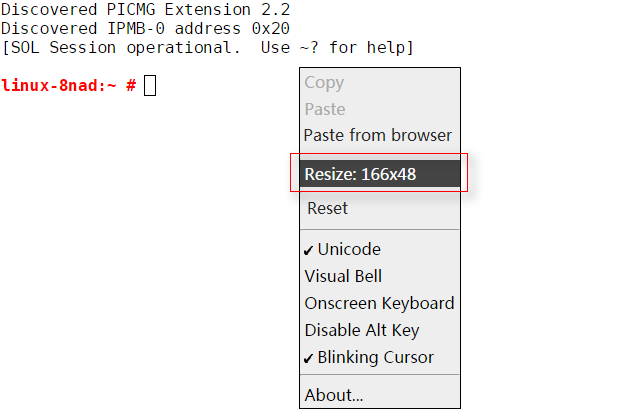 Discovered PICMG Extension 2.2
Discovered IPMB-0 address 0x20
[SOL Session operational.  Use ~? for help]
linux-8nad:~ #
Copy
Paste
Paste from browser
Resize: 166x48
Reset
✔ Unicode
Visual Bell
Onscreen Keyboard
Disable Alt Key
✔ Blinking Cursor
About...